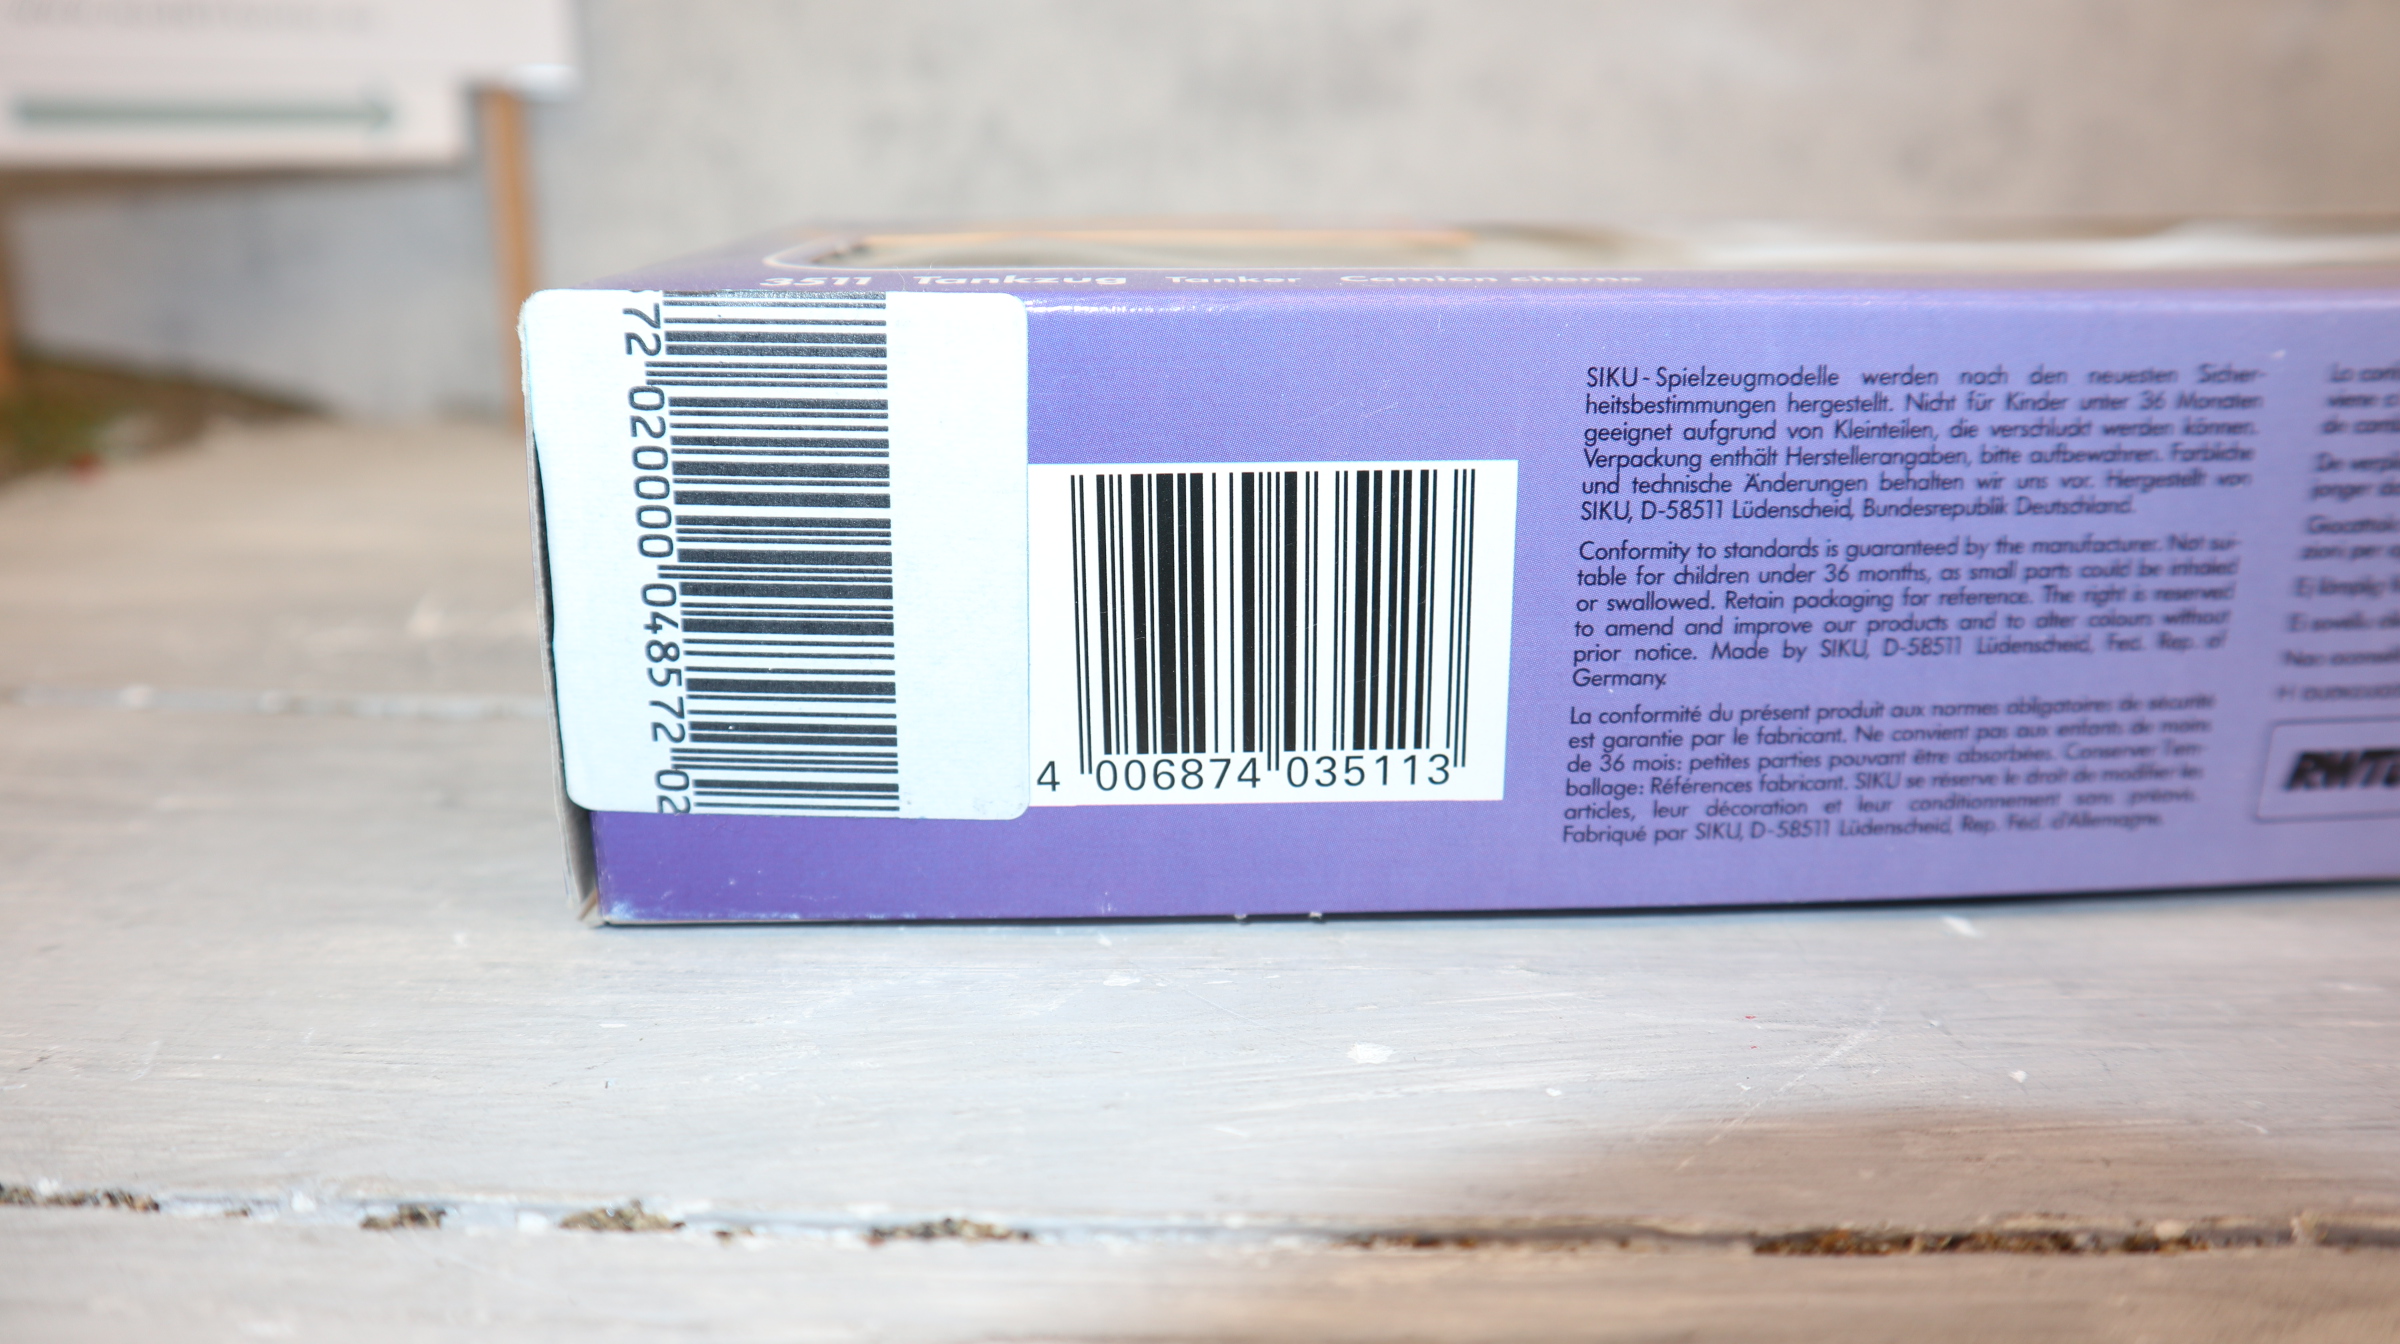 3511 Tankzug Tanker Camion citerne
72 020000 048572 02
4 006874 035113
SIKU - Spielzeugmodelle werden nach den neuesten Sicher-
heitsbestimmungen hergestellt. Nicht für Kinder unter 36 Monaten
geeignet aufgrund von Kleinteilen, die verschluckt werden können.
Verpackung enthält Herstellerangaben, bitte aufbewahren. Farbliche
und technische Änderungen behalten wir uns vor. Hergestellt von
SIKU, D-58511 Lüdenscheid, Bundesrepublik Deutschland.
Conformity to standards is guaranteed by the manufacturer. Not sui-
table for children under 36 months, as small parts could be inhaled
or swallowed. Retain packaging for reference. The right is reserved
to amend and improve our products and to alter colours without
prior notice. Made by SIKU, D-58511 Lüdenscheid, Fed. Rep. of
Germany.
La conformité du présent produit aux normes obligatoires de sécurité
est garantie par le fabricant. Ne convient pas aux enfants de moins
de 36 mois: petites parties pouvant être absorbées. Conserver l'em-
ballage: Références fabricant. SIKU se réserve le droit de modifier les
articles, leur décoration et leur conditionnement sans préavis.
Fabriqué par SIKU, D-58511 Lüdenscheid, Rep. Féd. d'Allemagne.